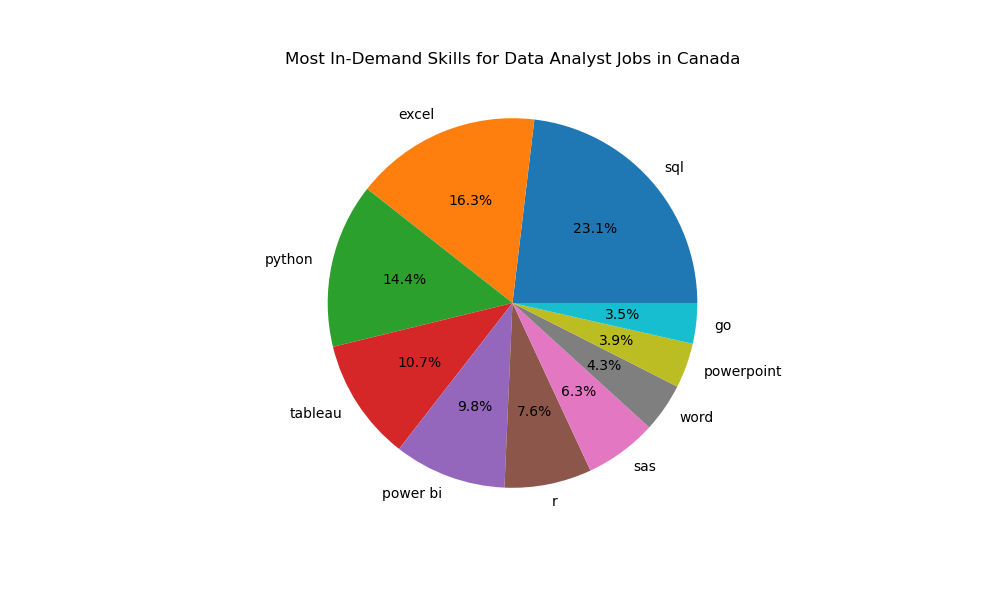 Most In-Demand Skills for Data Analyst Jobs in Canada
excel
sql
16.3%
23.1%
python
14.4%
3.5%
go
3.9%
powerpoint
10.7%
4.3%
6.3%
tableau
9.8%
7.6%
word
sas
power bi
r